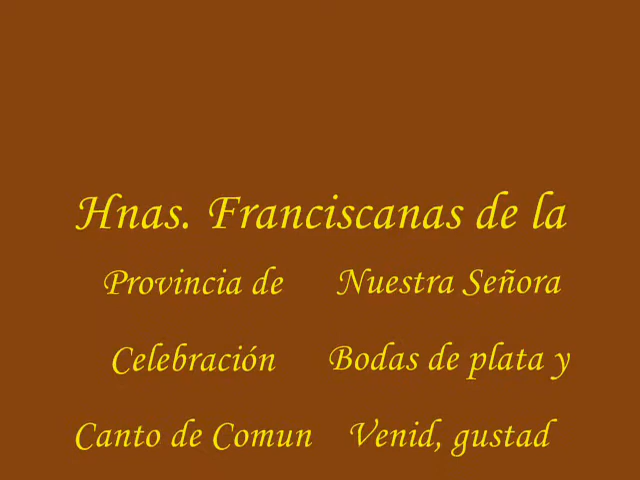 Hnas. Franciscanas de la
Provincia de Nuestra Señora
Celebración Bodas de plata y
Canto de Comun Venid, gustad